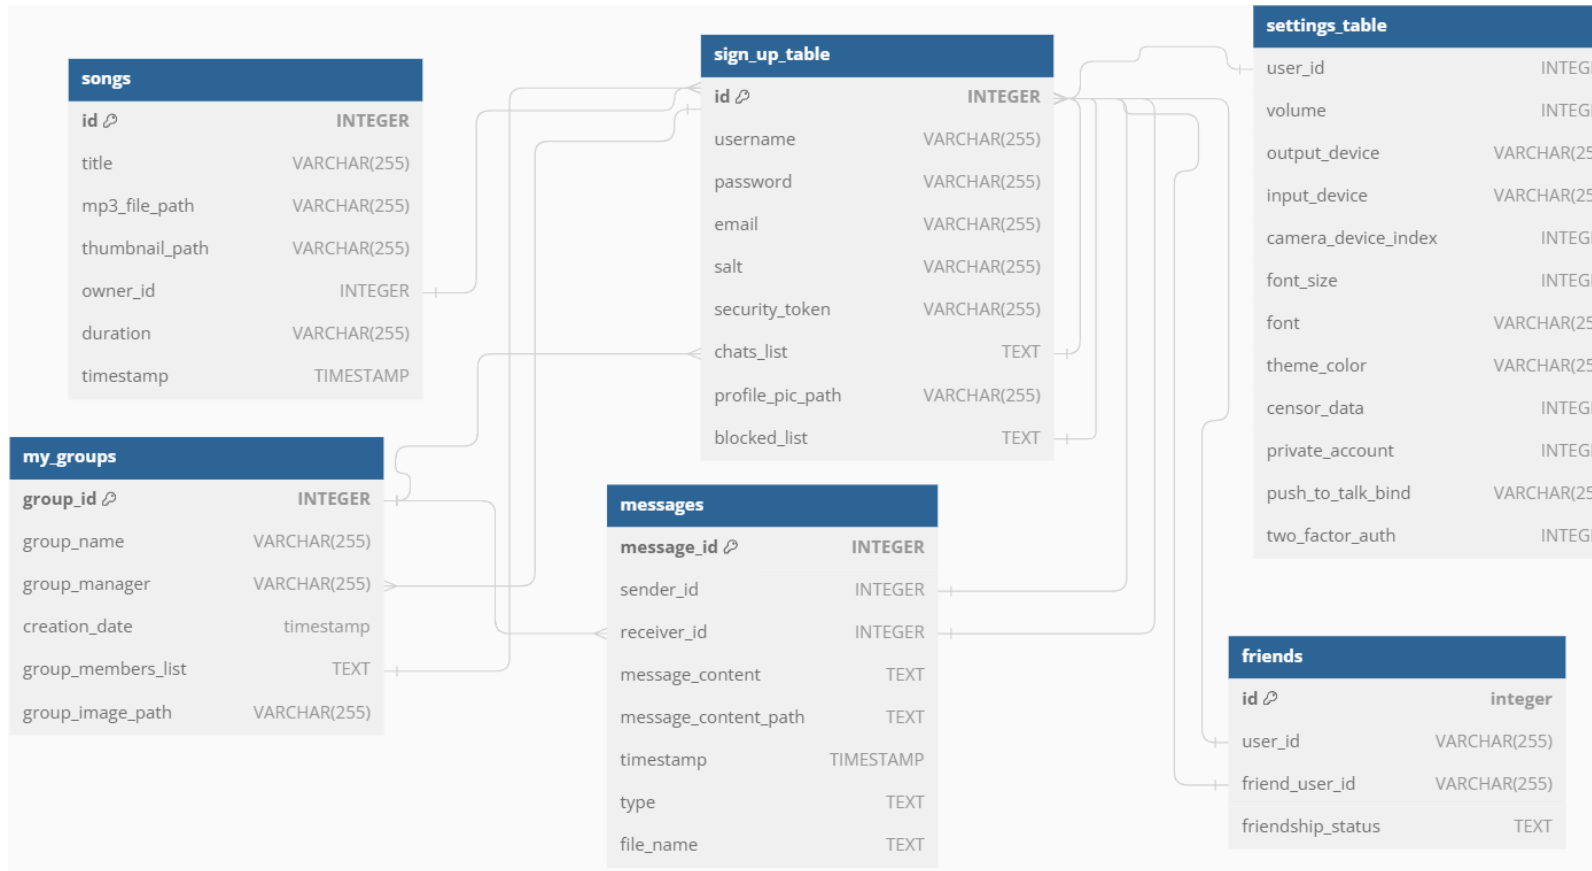 songs
id INTEGER
title VARCHAR(255)
mp3_file_path VARCHAR(255)
thumbnail_path VARCHAR(255)
owner_id INTEGER
duration VARCHAR(255)
timestamp TIMESTAMP
my_groups
group_id INTEGER
group_name VARCHAR(255)
group_manager VARCHAR(255)
creation_date timestamp
group_members_list TEXT
group_image_path VARCHAR(255)
sign_up_table
id INTEGER
username VARCHAR(255)
password VARCHAR(255)
email VARCHAR(255)
salt VARCHAR(255)
security_token VARCHAR(255)
chats_list TEXT
profile_pic_path VARCHAR(255)
blocked_list TEXT
messages
message_id INTEGER
sender_id INTEGER
receiver_id INTEGER
message_content TEXT
message_content_path TEXT
timestamp TIMESTAMP
type TEXT
file_name TEXT
settings_table
user_id
volume
output_device
input_device
camera_device_index
font_size
font
theme_color
censor_data
private_account
push_to_talk_bind
two_factor_auth
friends
id integer
user_id VARCHAR(255)
friend_user_id VARCHAR(255)
friendship_status TEXT